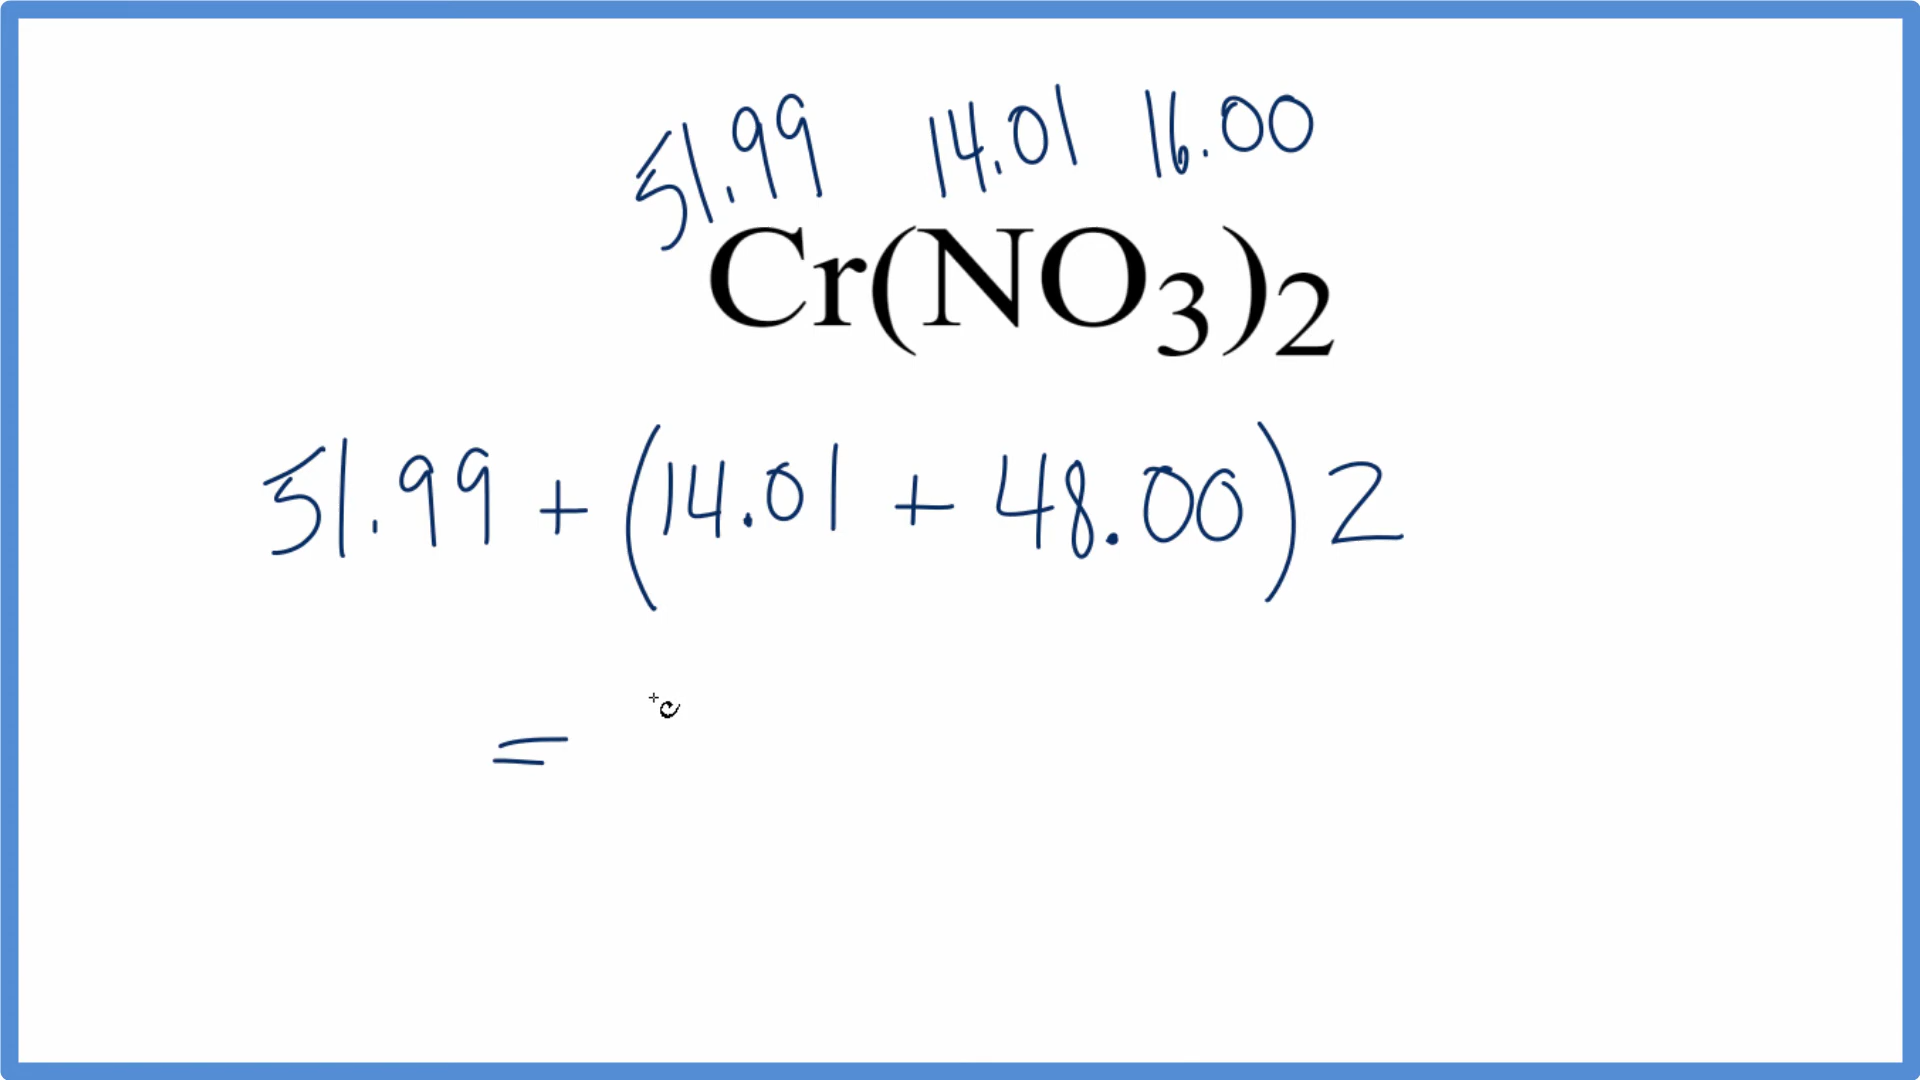 51.99 14.01 16.00
Cr(NO3)2
51.99 + (14.01 + 48.00) 2
=